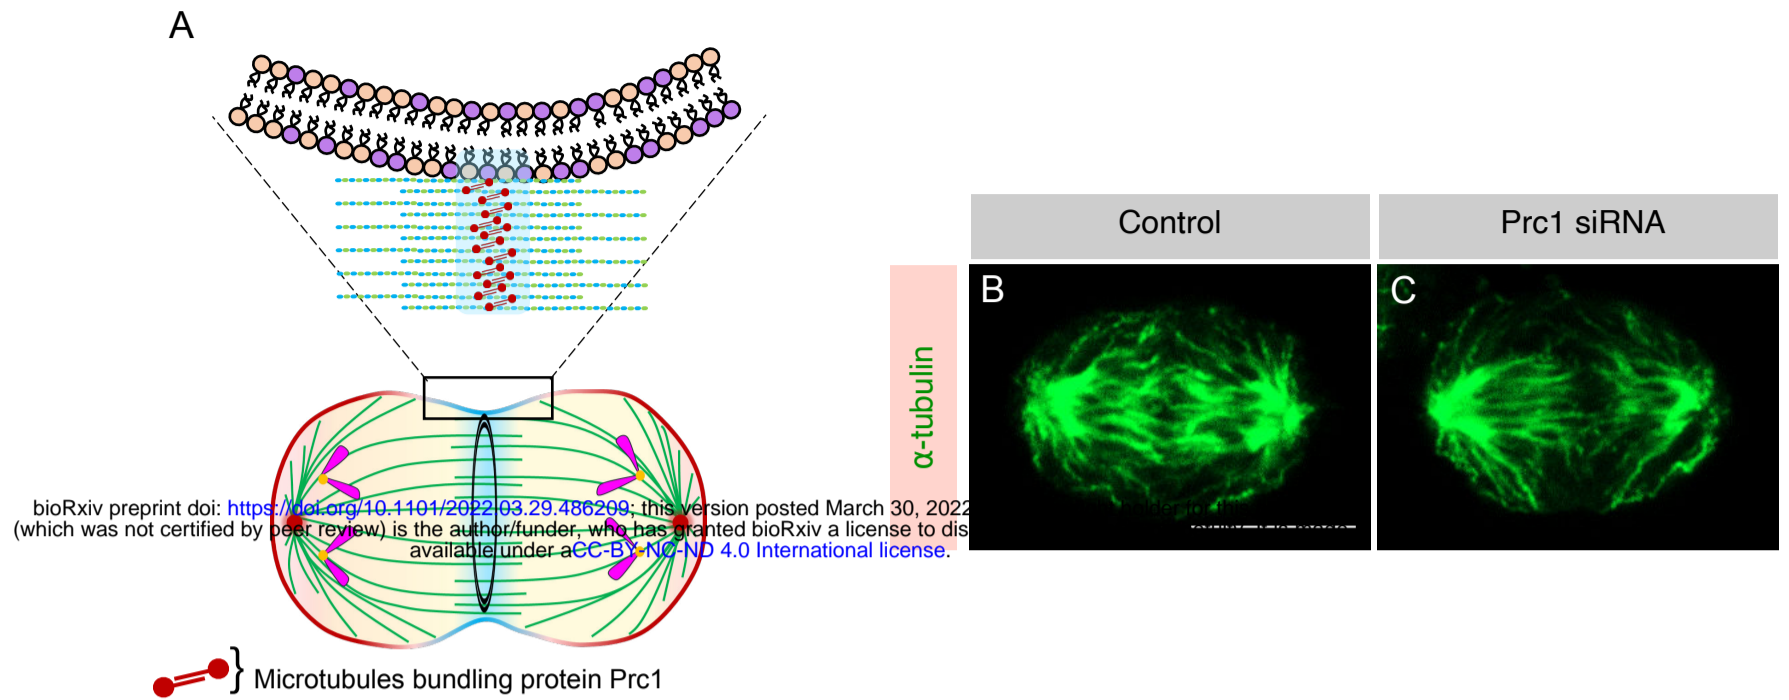 A
Control
Prc1 siRNA
B
C
α-tubulin
bioRxiv preprint doi: https://doi.org/10.1101/2022.03.29.486209; this version posted March 30, 2022
(which was not certified by peer review) is the author/funder, who has granted bioRxiv a license to dis
available under aCC-BY-NC-ND 4.0 International license.
Microtubules bundling protein Prc1